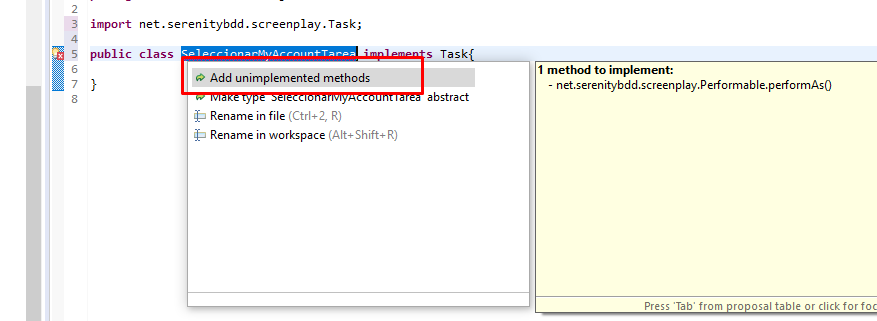 3 import net.serenitybdd.screenplay.Task;
4
5 public class SeleccionarMyAccountTarea implements Task{
6
7 }
8
Add unimplemented methods
Make type 'SeleccionarMyAccountTarea' abstract
Rename in file (Ctrl+2, R)
Rename in workspace (Alt+Shift+R)
1 method to implement:
- net.serenitybdd.screenplay.Performable.performAs()
Press 'Tab' from proposal table or click for foc